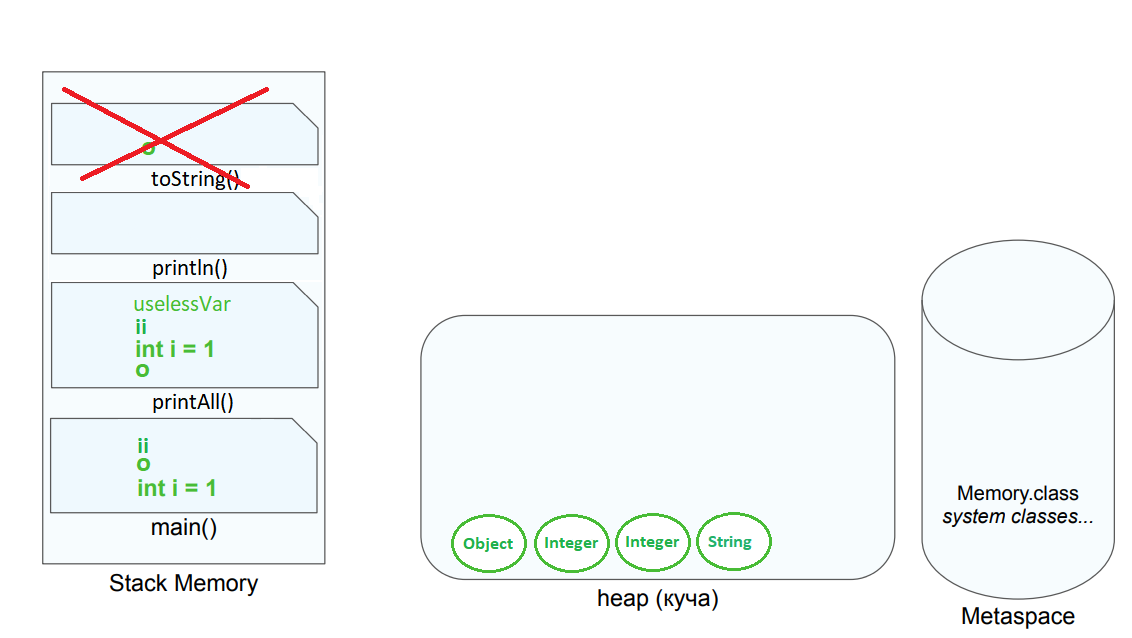 o
toString()
println()
uselessVar
ii
int i = 1
o
printAll()
ii
o
int i = 1
main()
Stack Memory
Object
Integer
Integer
String
heap (куча)
Memory.class
system classes...
Metaspace